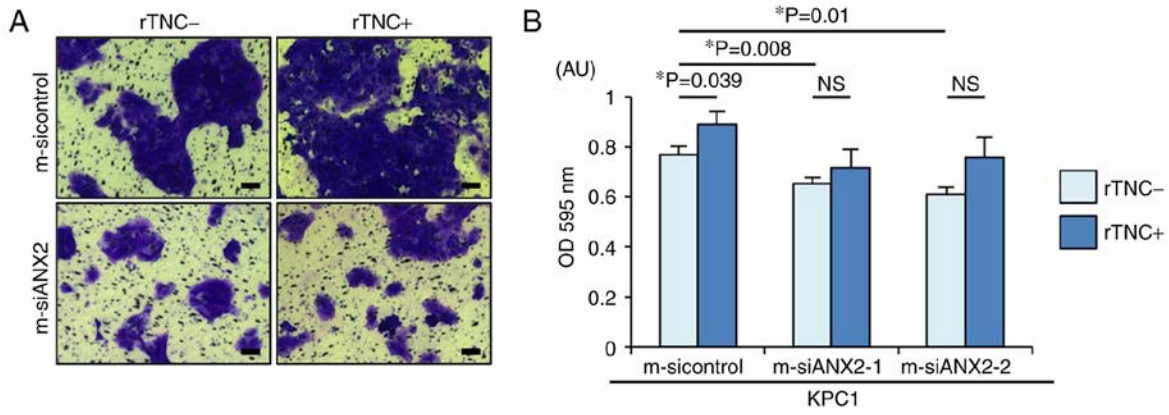 A
rTNC–
rTNC+
m-sicontrol
m-siANX2
B
*P=0.01
*P=0.008
(AU)
*P=0.039
NS
NS
1
0.8
0.6
0.4
0.2
0
OD 595 nm
rTNC–
rTNC+
m-sicontrol
m-siANX2-1
m-siANX2-2
KPC1